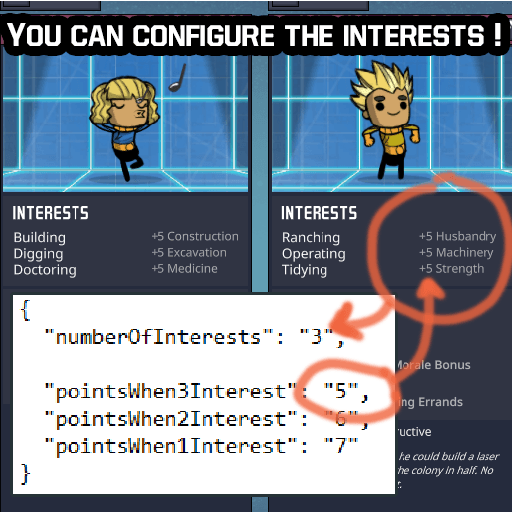 YOU CAN CONFIGURE THE INTERESTS !
INTERESTS
Building +5 Construction
Digging +5 Excavation
Doctoring +5 Medicine
INTERESTS
Ranching +5 Husbandry
Operating +5 Machinery
Tidying +5 Strength
{
"numberOfInterests": "3",
"pointsWhen3Interest": "5",
"pointsWhen2Interest": "6",
"pointsWhen1Interest": "7"
}
Morale Bonus
ng Errands
ructive
he could build a laser
he colony in half. No
t.